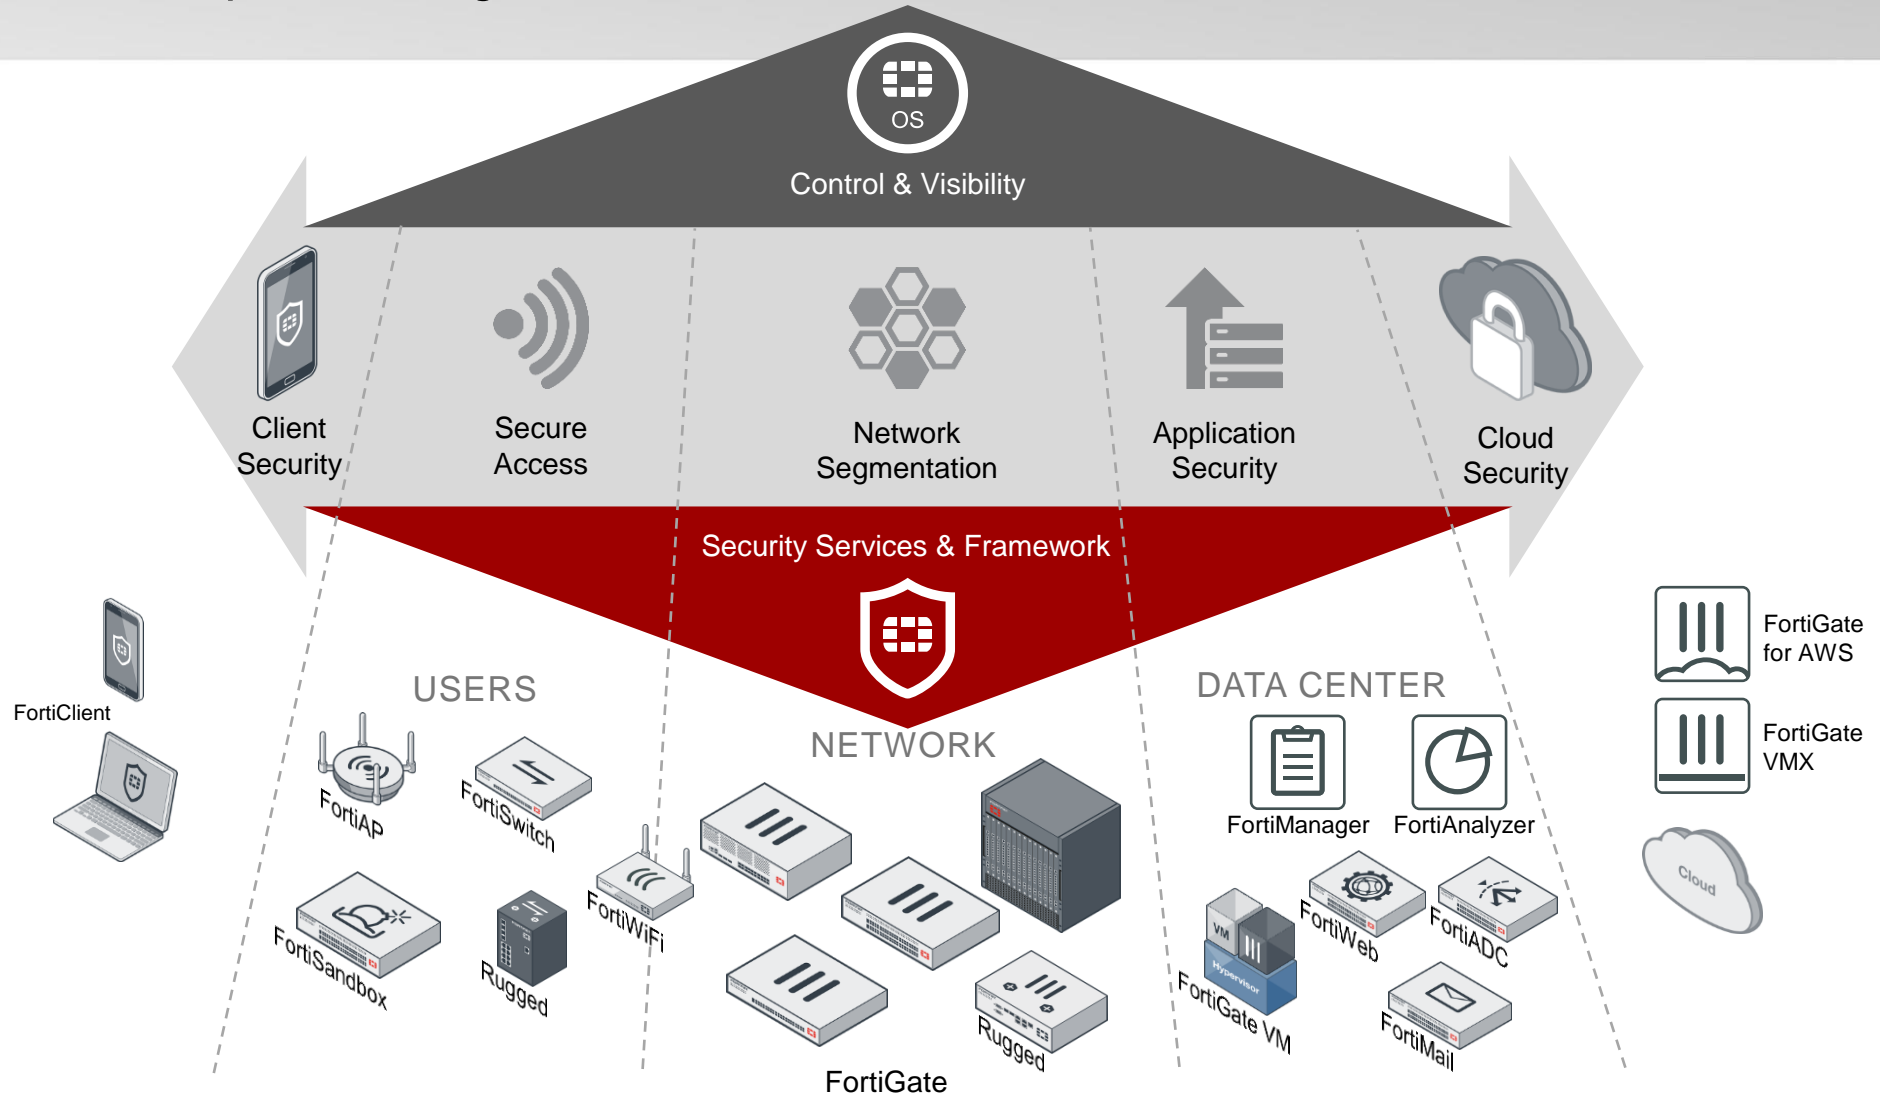 OS
Control & Visibility
Client
Security
Secure
Access
Network
Segmentation
Application
Security
Cloud
Security
Security Services & Framework
FortiClient
USERS
FortiAP
FortiSwitch
FortiWiFi
FortiSandbox
Rugged
NETWORK
Rugged
FortiGate
DATA CENTER
FortiManager
FortiAnalyzer
FortiWeb
FortiADC
VM
Hypervisor
FortiGate VM
FortiMail
FortiGate
for AWS
FortiGate
VMX
Cloud